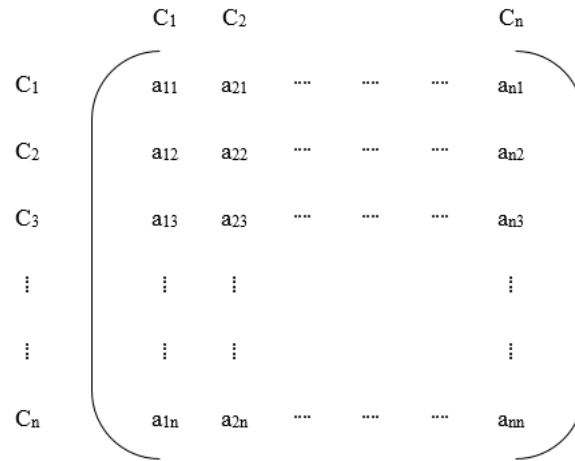 C₁ C₂ Cₙ
C₁ a₁₁ a₂₁ .... .... .... aₙ₁
C₂ a₁₂ a₂₂ .... .... .... aₙ₂
C₃ a₁₃ a₂₃ .... .... .... aₙ₃
⋮ ⋮ ⋮ ⋮
⋮ ⋮ ⋮ ⋮
Cₙ a₁ₙ a₂ₙ .... .... .... aₙₙ